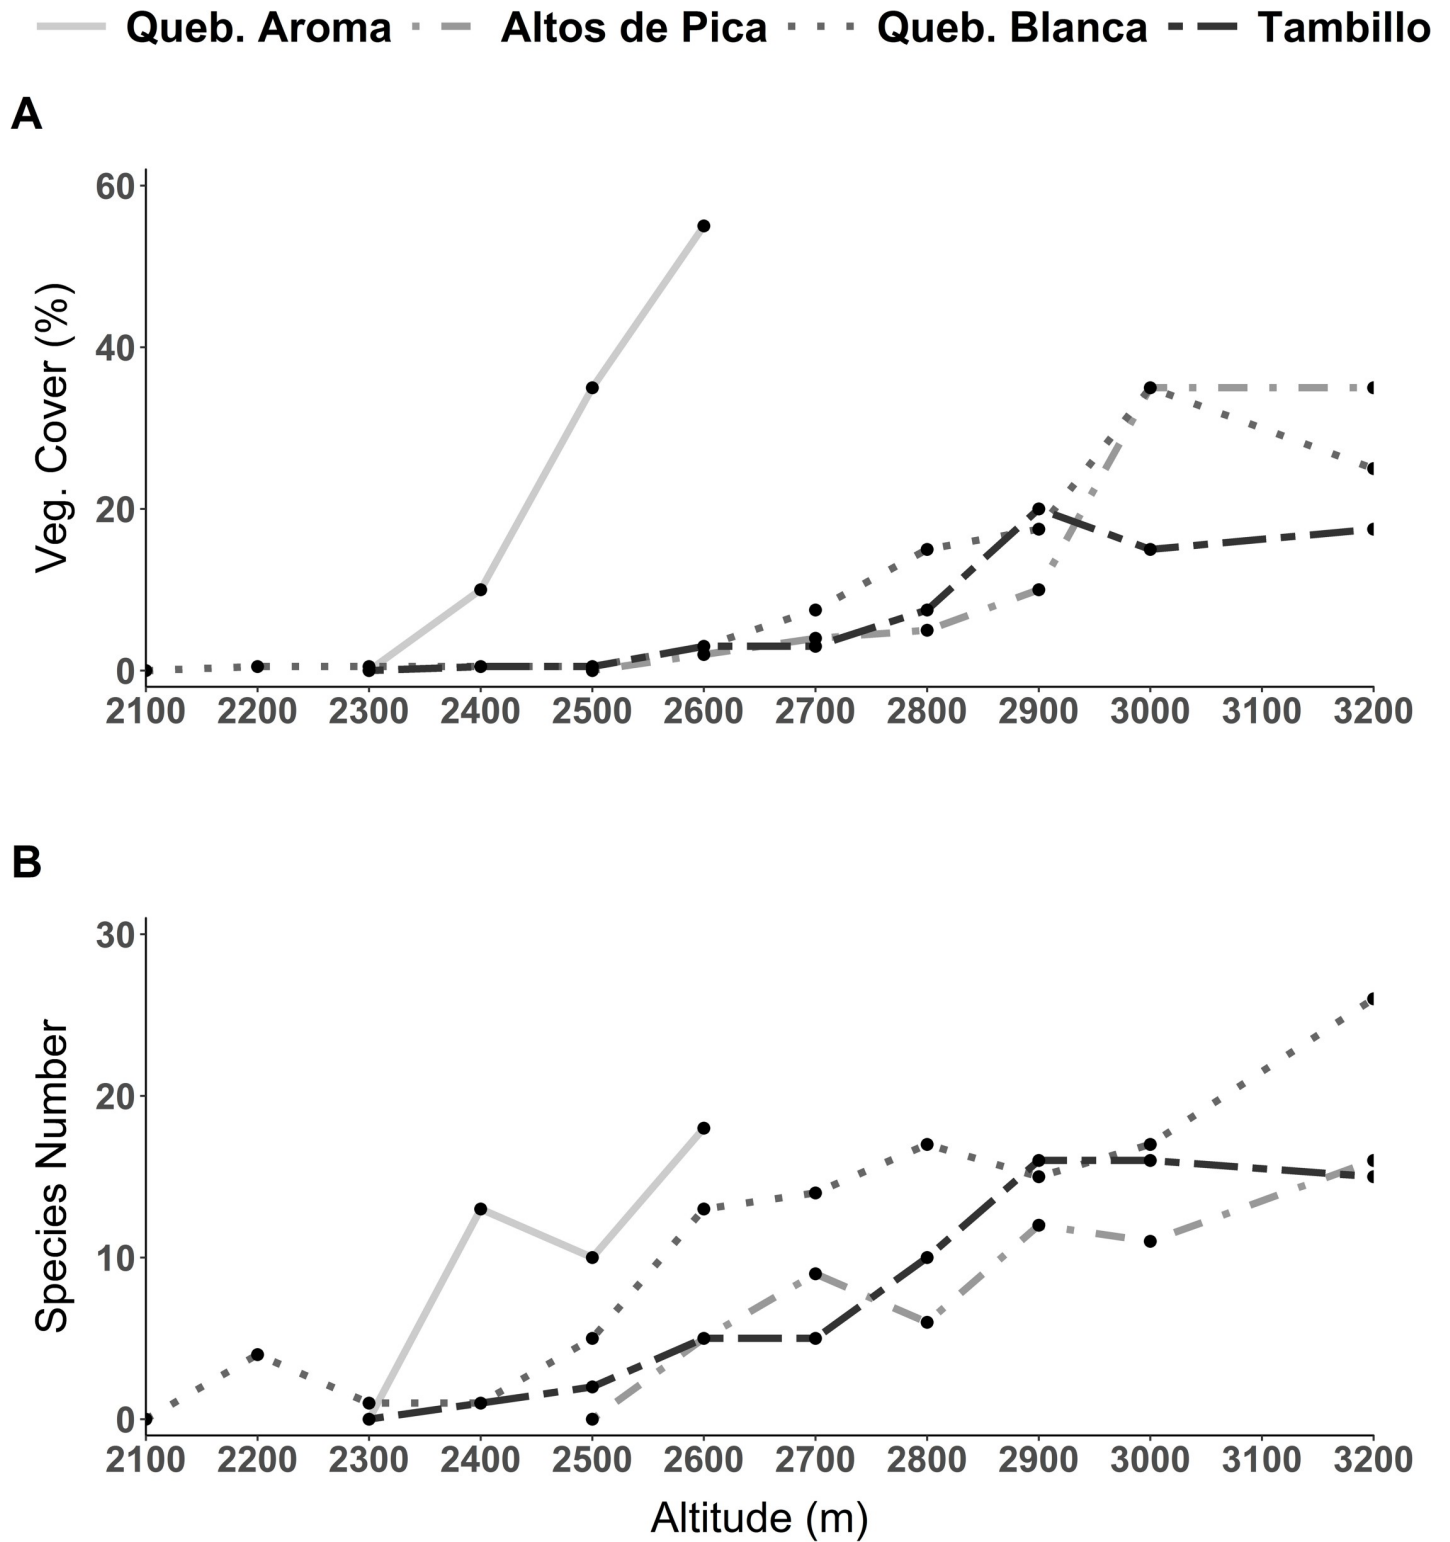 Queb. Aroma Altos de Pica Queb. Blanca Tambillo
A
Veg. Cover (%)
60
40
20
0
2100 2200 2300 2400 2500 2600 2700 2800 2900 3000 3100 3200
B
Species Number
30
20
10
0
2100 2200 2300 2400 2500 2600 2700 2800 2900 3000 3100 3200
Altitude (m)